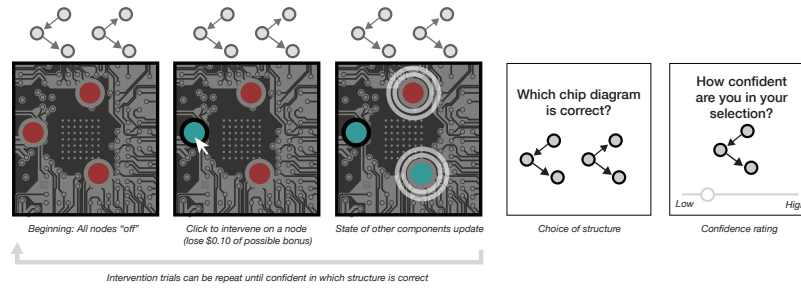 Which chip diagram
is correct?
How confident
are you in your
selection?
Low
High
Beginning: All nodes “off”
Click to intervene on a node
(lose $0.10 of possible bonus)
State of other components update
Choice of structure
Confidence rating
Intervention trials can be repeat until confident in which structure is correct